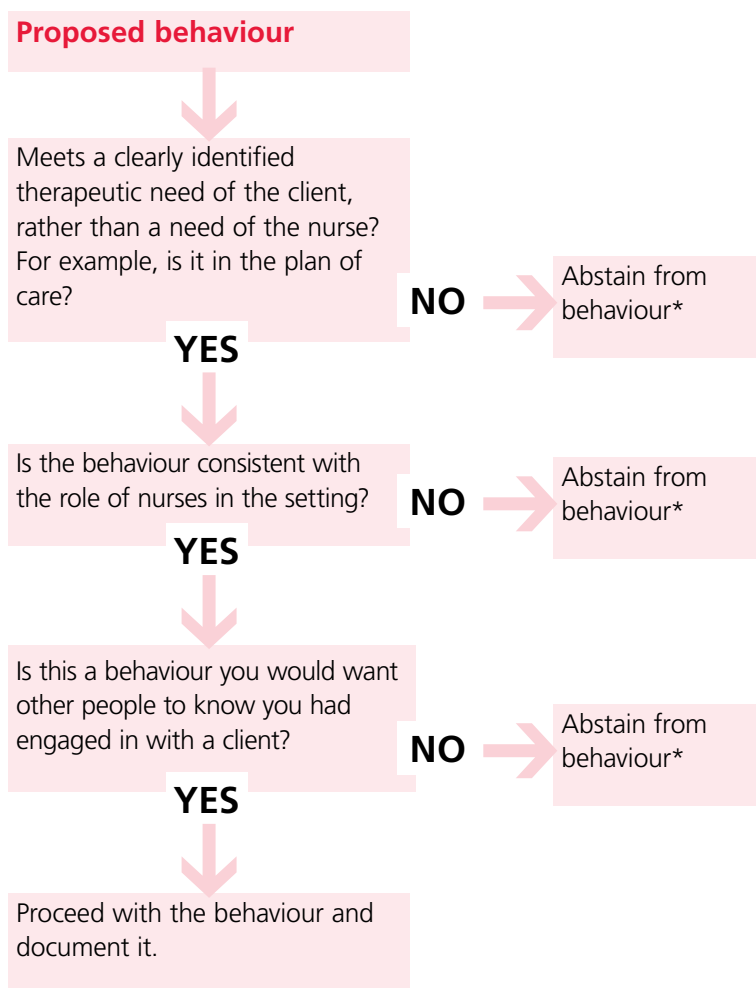 Proposed behaviour
Meets a clearly identified
therapeutic need of the client,
rather than a need of the nurse?
For example, is it in the plan of
care?
NO
Abstain from
behaviour*
YES
Is the behaviour consistent with
the role of nurses in the setting?
NO
Abstain from
behaviour*
YES
Is this a behaviour you would want
other people to know you had
engaged in with a client?
NO
Abstain from
behaviour*
YES
Proceed with the behaviour and
document it.